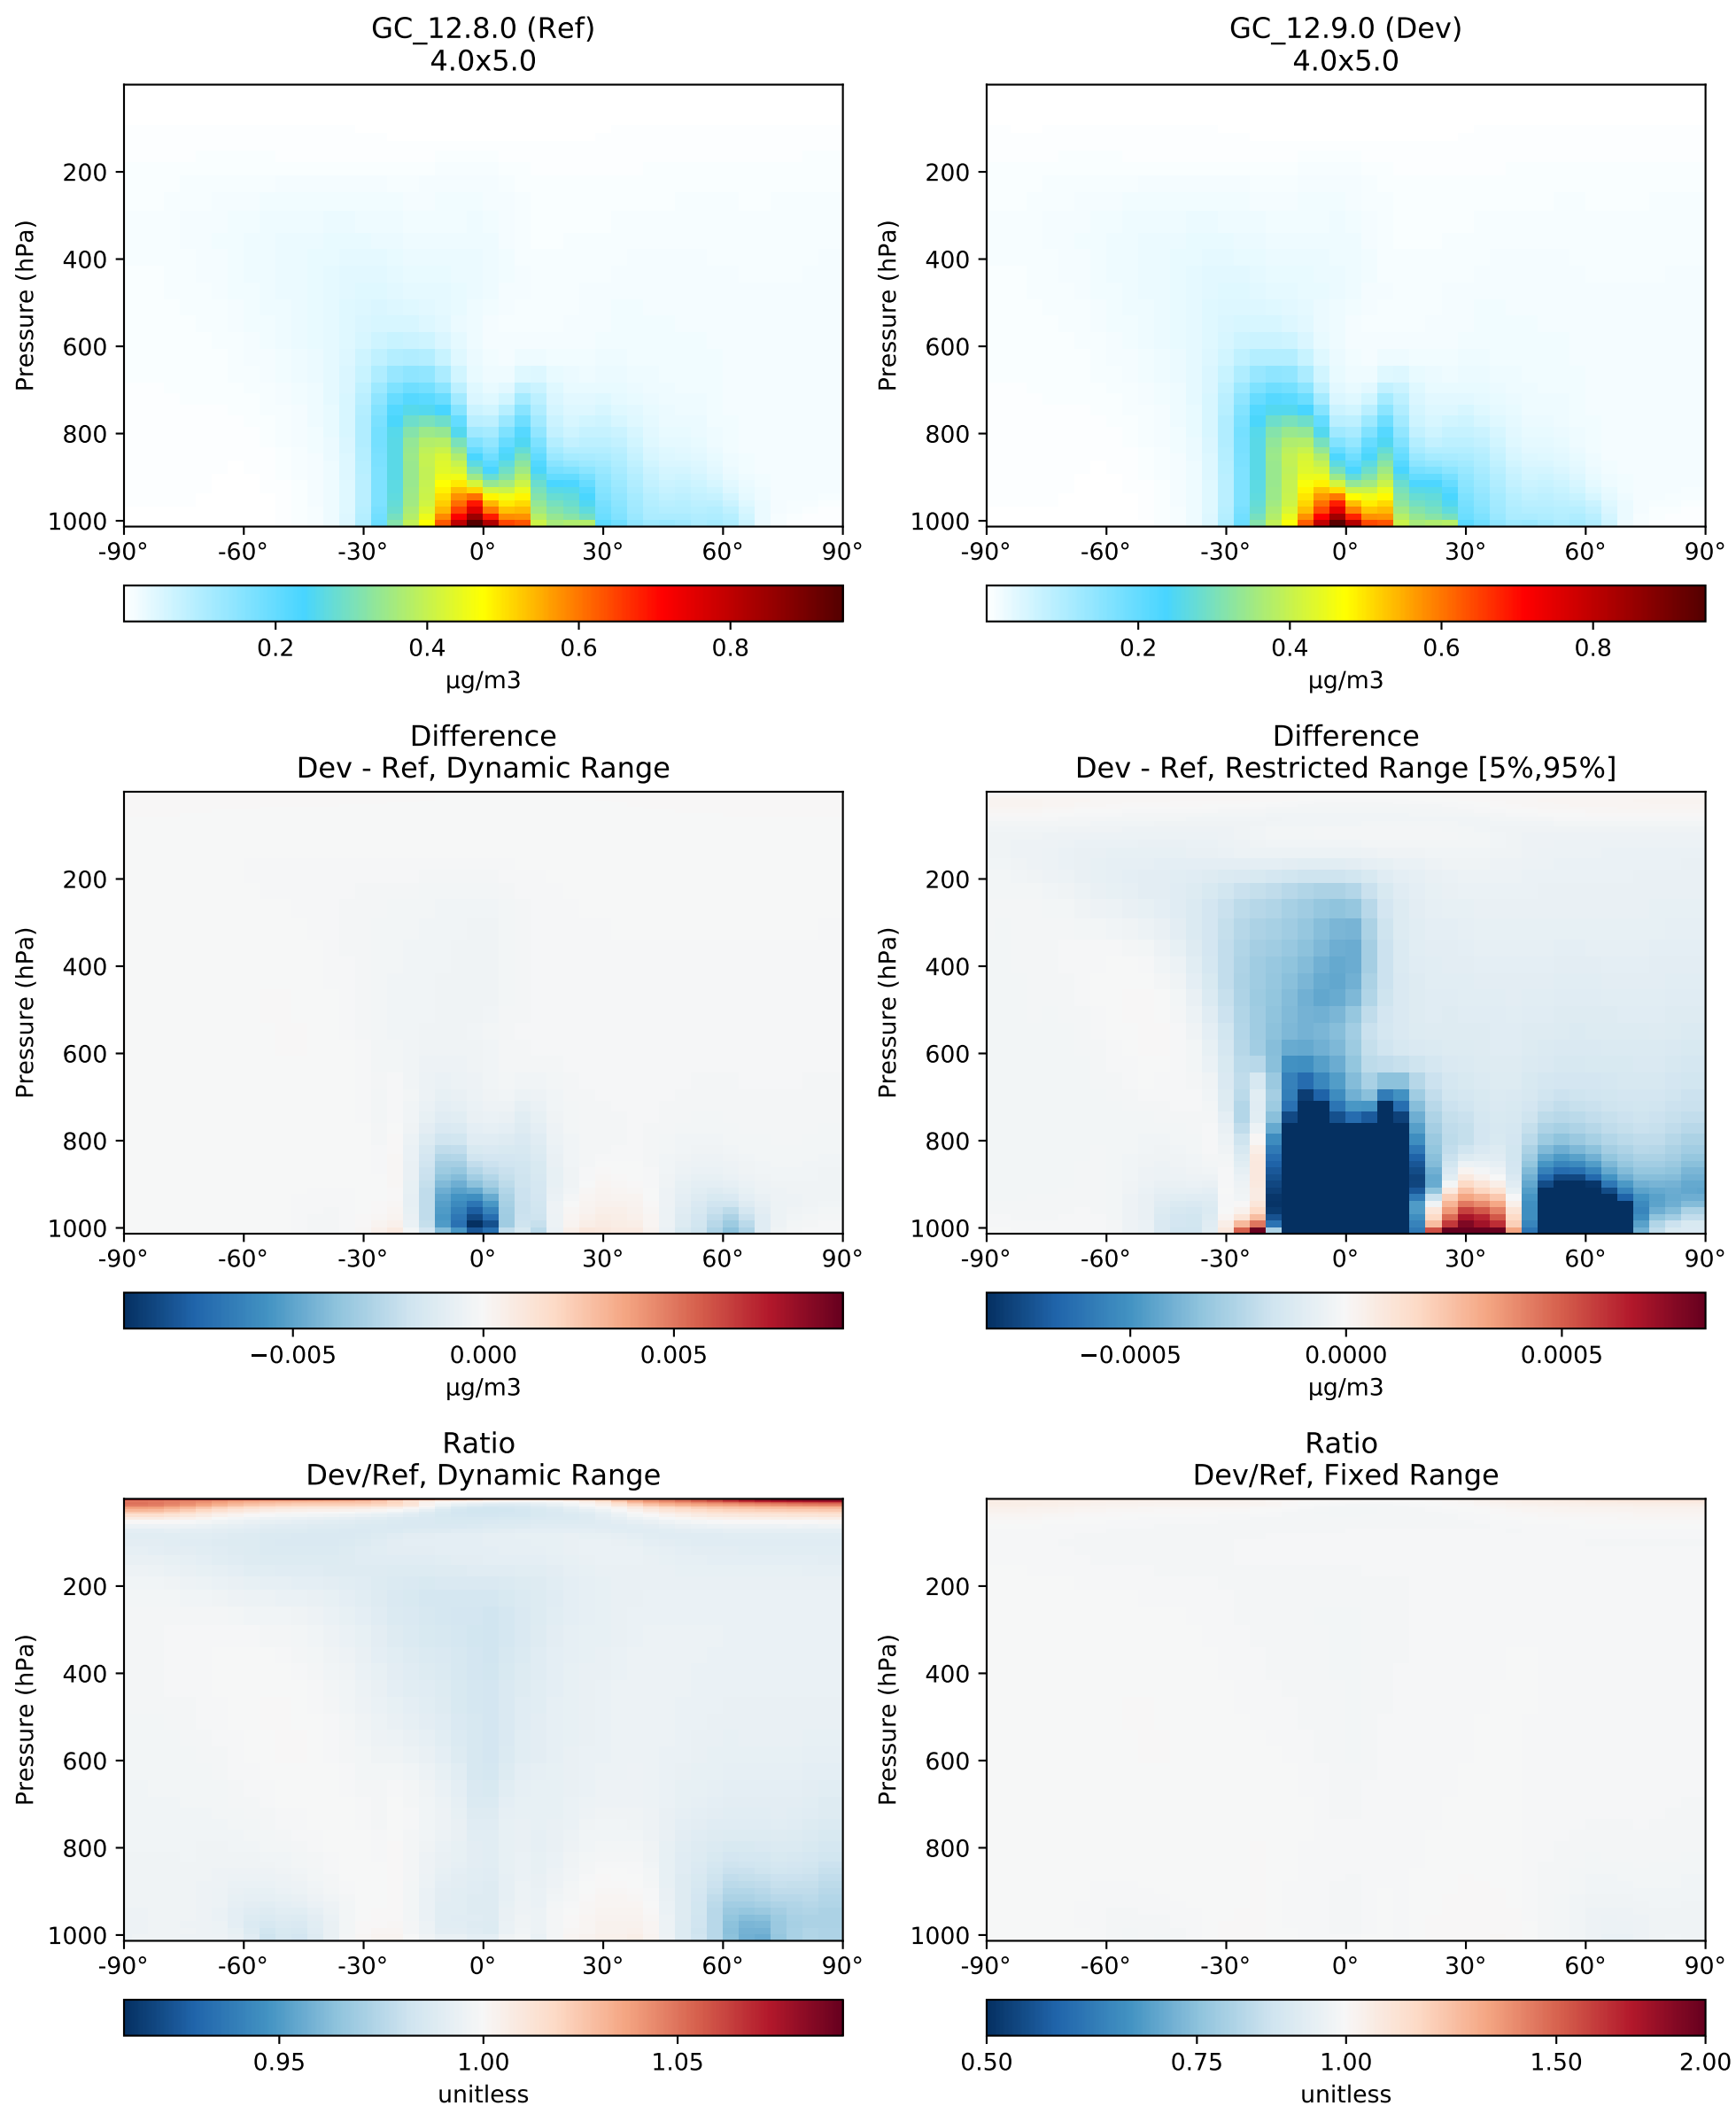 GC_12.8.0 (Ref)
4.0x5.0
Pressure (hPa)
200
400
600
800
1000
-90° -60° -30° 0° 30° 60° 90°
0.2 0.4 0.6 0.8
µg/m3
GC_12.9.0 (Dev)
4.0x5.0
Pressure (hPa)
200
400
600
800
1000
-90° -60° -30° 0° 30° 60° 90°
0.2 0.4 0.6 0.8
µg/m3
Difference
Dev - Ref, Dynamic Range
Pressure (hPa)
200
400
600
800
1000
-90° -60° -30° 0° 30° 60° 90°
−0.005 0.000 0.005
µg/m3
Difference
Dev - Ref, Restricted Range [5%,95%]
Pressure (hPa)
200
400
600
800
1000
-90° -60° -30° 0° 30° 60° 90°
−0.0005 0.0000 0.0005
µg/m3
Ratio
Dev/Ref, Dynamic Range
Pressure (hPa)
200
400
600
800
1000
-90° -60° -30° 0° 30° 60° 90°
0.95 1.00 1.05
unitless
Ratio
Dev/Ref, Fixed Range
Pressure (hPa)
200
400
600
800
1000
-90° -60° -30° 0° 30° 60° 90°
0.50 0.75 1.00 1.50 2.00
unitless